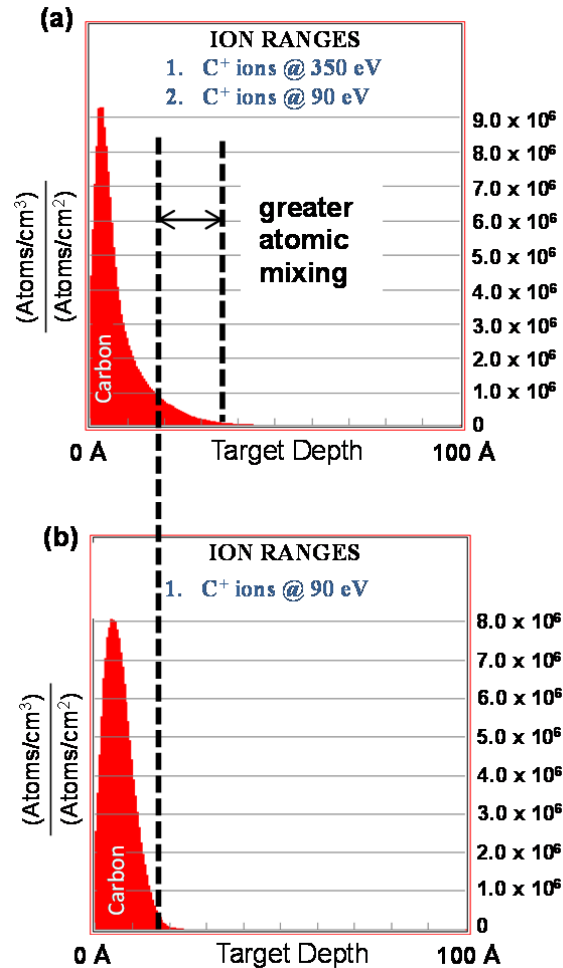 (a)
ION RANGES
1. C⁺ ions @ 350 eV
2. C⁺ ions @ 90 eV
greater
atomic
mixing
(Atoms/cm³)
(Atoms/cm²)
Carbon
9.0 x 10⁶
8.0 x 10⁶
7.0 x 10⁶
6.0 x 10⁶
5.0 x 10⁶
4.0 x 10⁶
3.0 x 10⁶
2.0 x 10⁶
1.0 x 10⁶
0
0 A Target Depth 100 A
(b)
ION RANGES
1. C⁺ ions @ 90 eV
(Atoms/cm³)
(Atoms/cm²)
Carbon
8.0 x 10⁶
7.0 x 10⁶
6.0 x 10⁶
5.0 x 10⁶
4.0 x 10⁶
3.0 x 10⁶
2.0 x 10⁶
1.0 x 10⁶
0
0 A Target Depth 100 A